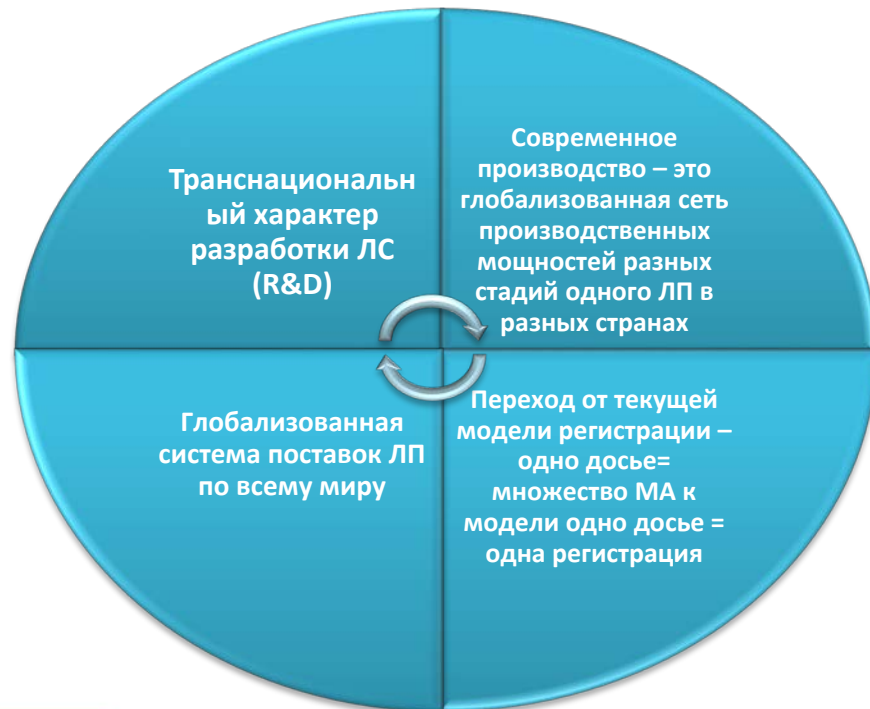 Транснациональн
ый характер
разработки ЛС
(R&D)
Современное
производство – это
глобализованная сеть
производственных
мощностей разных
стадий одного ЛП в
разных странах
Глобализованная
система поставок ЛП
по всему миру
Переход от текущей
модели регистрации –
одно досье=
множество МА к
модели одно досье =
одна регистрация